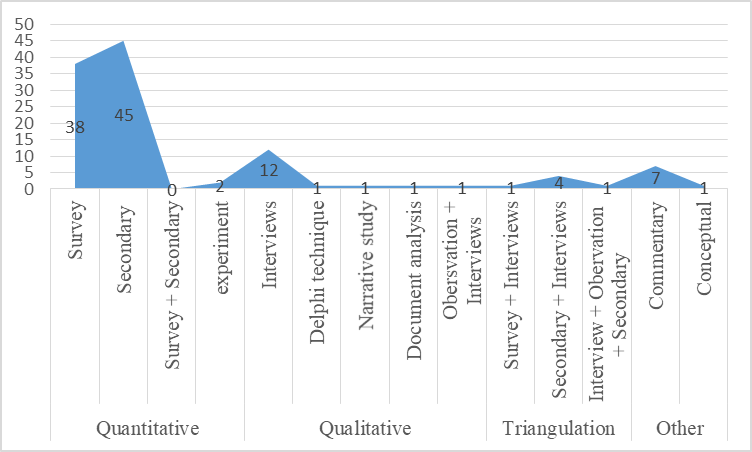 50
45
40
35
30
25
20
15
10
5
0
38
45
0
2
12
1
1
1
1
1
4
1
7
1
Survey
Secondary
Survey + Secondary
experiment
Interviews
Delphi technique
Narrative study
Document analysis
Obersvation +
Interviews
Survey + Interviews
Secondary + Interviews
Interview + Obervation
+ Secondary
Commentary
Conceptual
Quantitative
Qualitative
Triangulation
Other